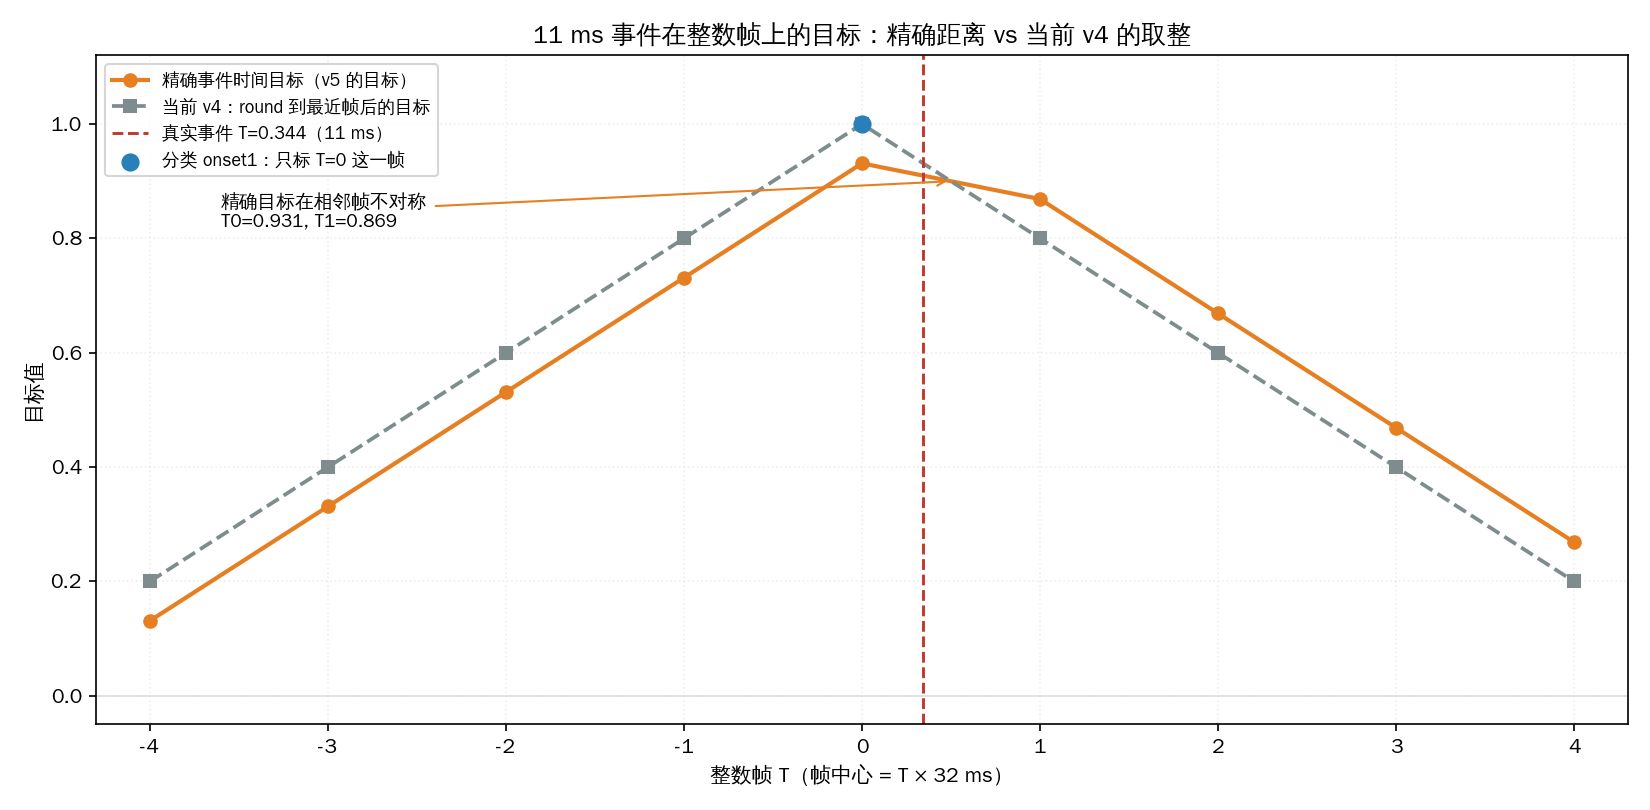 11 ms 事件在整数帧上的目标：精确距离 vs 当前 v4 的取整
精确事件时间目标（v5 的目标）
当前 v4：round 到最近帧后的目标
真实事件 T=0.344（11 ms）
分类 onset1：只标 T=0 这一帧
精确目标在相邻帧不对称
T0=0.931, T1=0.869
目标值
1.0
0.8
0.6
0.4
0.2
0.0
-4 -3 -2 -1 0 1 2 3 4
整数帧 T（帧中心 = T × 32 ms）